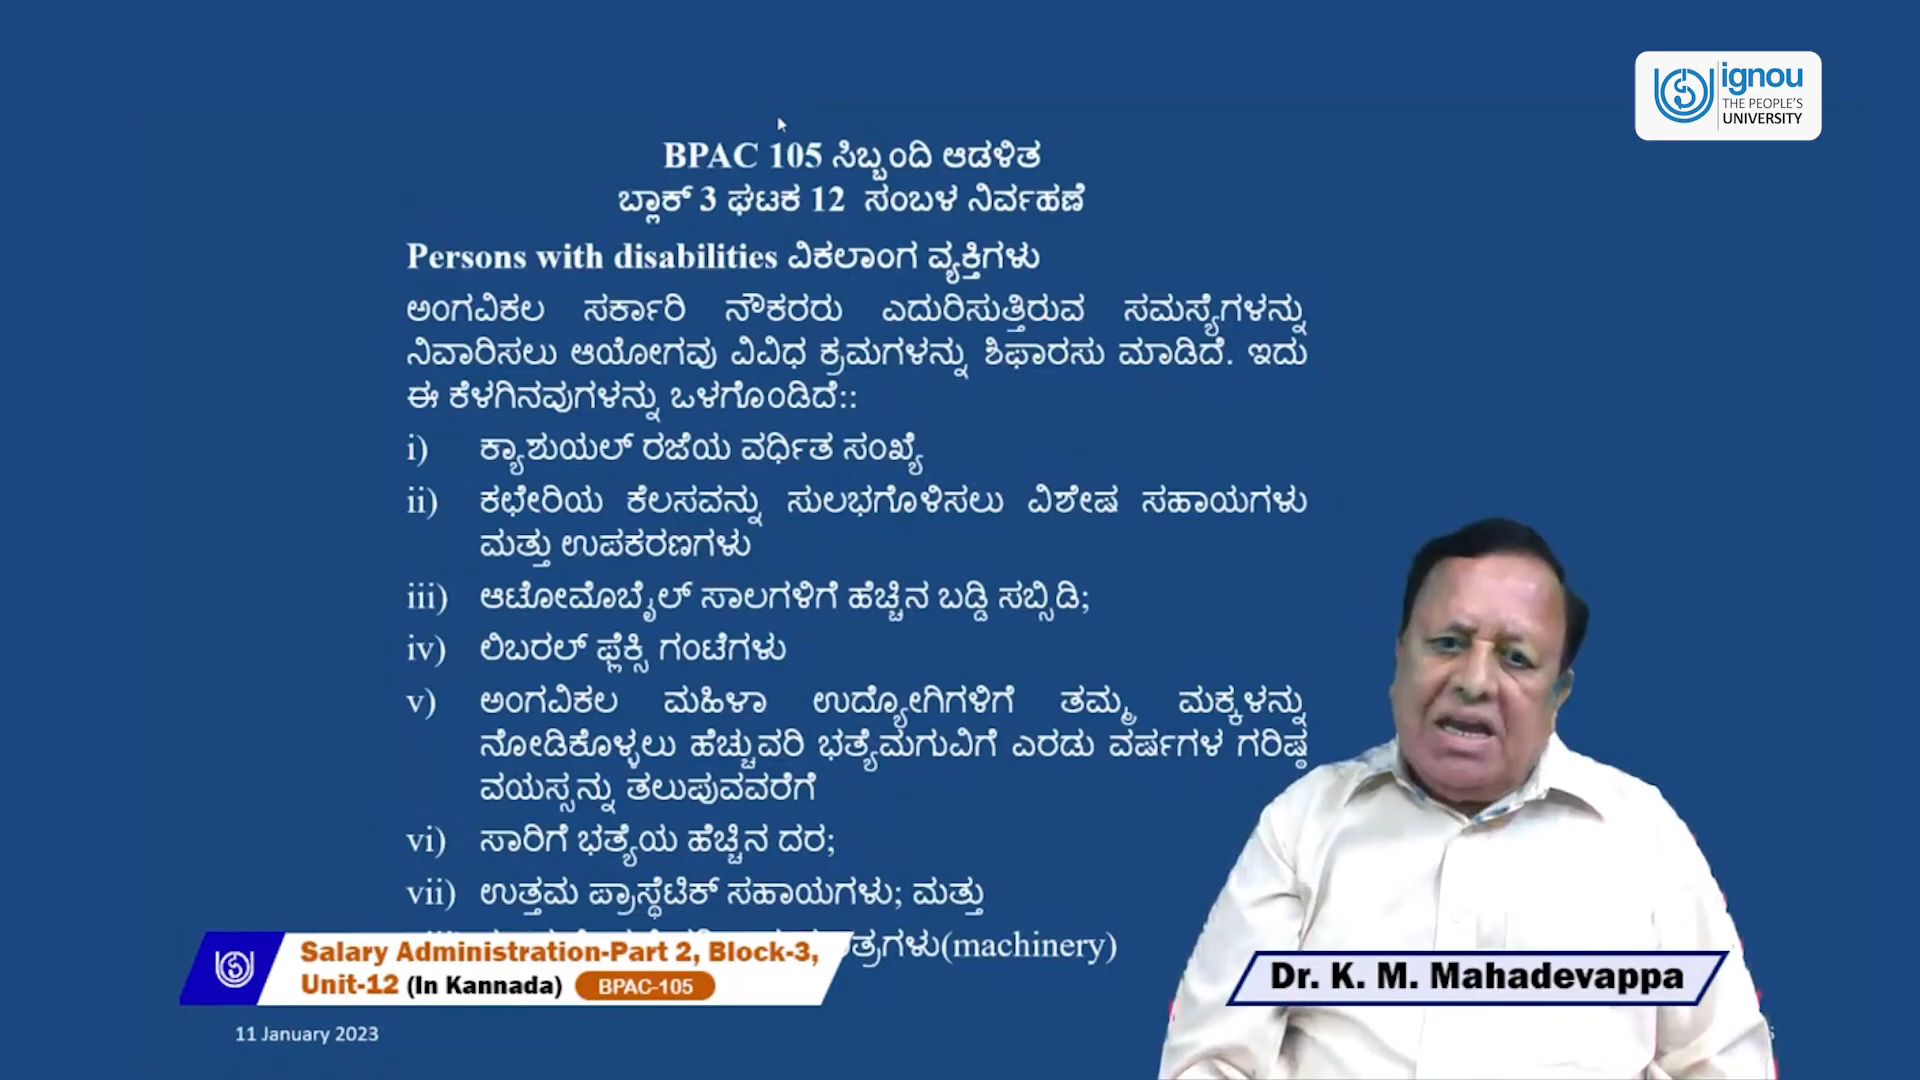 ignou
THE PEOPLE'S
UNIVERSITY
BPAC 105 ಸಿಬ್ಬಂದಿ ಆಡಳಿತ
ಬ್ಲಾಕ್ 3 ಘಟಕ 12 ಸಂಬಳ ನಿರ್ವಹಣೆ
Persons with disabilities ವಿಕಲಾಂಗ ವ್ಯಕ್ತಿಗಳು
ಅಂಗವಿಕಲ ಸರ್ಕಾರಿ ನೌಕರರು ಎದುರಿಸುತ್ತಿರುವ ಸಮಸ್ಯೆಗಳನ್ನು
ನಿವಾರಿಸಲು ಆಯೋಗವು ವಿವಿಧ ಕ್ರಮಗಳನ್ನು ಶಿಫಾರಸು ಮಾಡಿದೆ. ಇದು
ಈ ಕೆಳಗಿನವುಗಳನ್ನು ಒಳಗೊಂಡಿದೆ::
i) ಕ್ಯಾಶುಯಲ್ ರಜೆಯ ವರ್ಧಿತ ಸಂಖ್ಯೆ
ii) ಕಛೇರಿಯ ಕೆಲಸವನ್ನು ಸುಲಭಗೊಳಿಸಲು ವಿಶೇಷ ಸಹಾಯಗಳು
ಮತ್ತು ಉಪಕರಣಗಳು
iii) ಆಟೋಮೊಬೈಲ್ ಸಾಲಗಳಿಗೆ ಹೆಚ್ಚಿನ ಬಡ್ಡಿ ಸಬ್ಸಿಡಿ;
iv) ಲಿಬರಲ್ ಫ್ಲೆಕ್ಸಿ ಗಂಟೆಗಳು
v) ಅಂಗವಿಕಲ ಮಹಿಳಾ ಉದ್ಯೋಗಿಗಳಿಗೆ ತಮ್ಮ ಮಕ್ಕಳನ್ನು
ನೋಡಿಕೊಳ್ಳಲು ಹೆಚ್ಚುವರಿ ಭತ್ಯೆಮಗುವಿಗೆ ಎರಡು ವರ್ಷಗಳ ಗರಿಷ್ಠ
ವಯಸ್ಸನ್ನು ತಲುಪುವವರೆಗೆ
vi) ಸಾರಿಗೆ ಭತ್ಯೆಯ ಹೆಚ್ಚಿನ ದರ;
vii) ಉತ್ತಮ ಪ್ರಾಸ್ಥೆಟಿಕ್ ಸಹಾಯಗಳು; ಮತ್ತು
(machinery)
Salary Administration-Part 2, Block-3,
Unit-12 (In Kannada) BPAC-105
Dr. K. M. Mahadevappa
11 January 2023